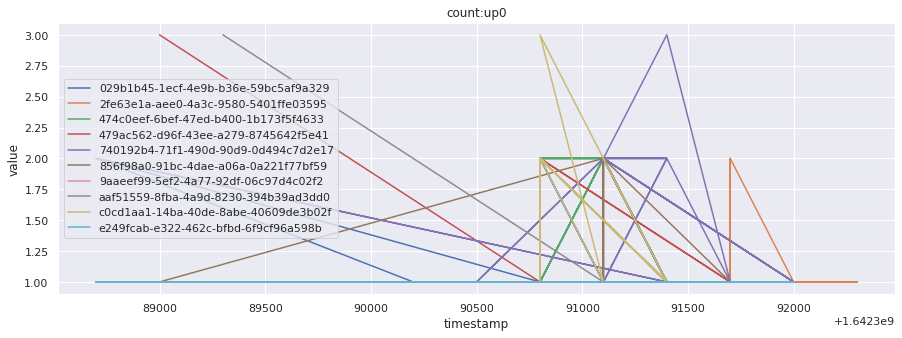 count:up0
3.00
2.75
2.50
2.25
2.00
1.75
1.50
1.25
1.00
value
029b1b45-1ecf-4e9b-b36e-59bc5af9a329
2fe63e1a-aee0-4a3c-9580-5401ffe03595
474c0eef-6bef-47ed-b400-1b173f5f4633
479ac562-d96f-43ee-a279-8745642f5e41
740192b4-71f1-490d-90d9-0d494c7d2e17
856f98a0-91bc-4dae-a06a-0a221f77bf59
9aaeef99-5ef2-4a77-92df-06c97d4c02f2
aaf51559-8fba-4a9d-8230-394b39ad3dd0
c0cd1aa1-14ba-40de-8abe-40609de3b02f
e249fcab-e322-462c-bfbd-6f9cf96a598b
89000 89500 90000 90500 91000 91500 92000
timestamp
+1.6423e9